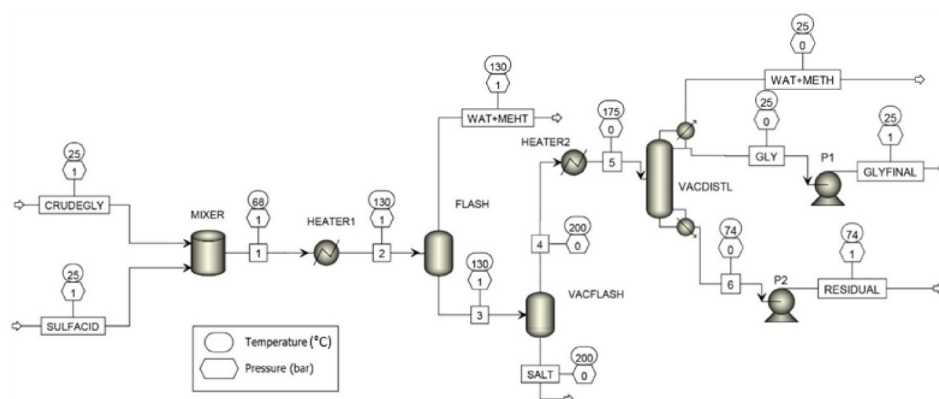 25
0
WAT+METH
130
1
WAT+MEHT
HEATER2
175
0
5
25
0
GLY
25
1
P1
GLYFINAL
VACDISTL
25
1
CRUDEGLY
MIXER
68
1
1
HEATER1
130
1
2
FLASH
4
200
0
130
1
3
VACFLASH
74
0
6
74
1
P2
RESIDUAL
25
1
SULFACID
SALT
200
0
Temperature (°C)
Pressure (bar)